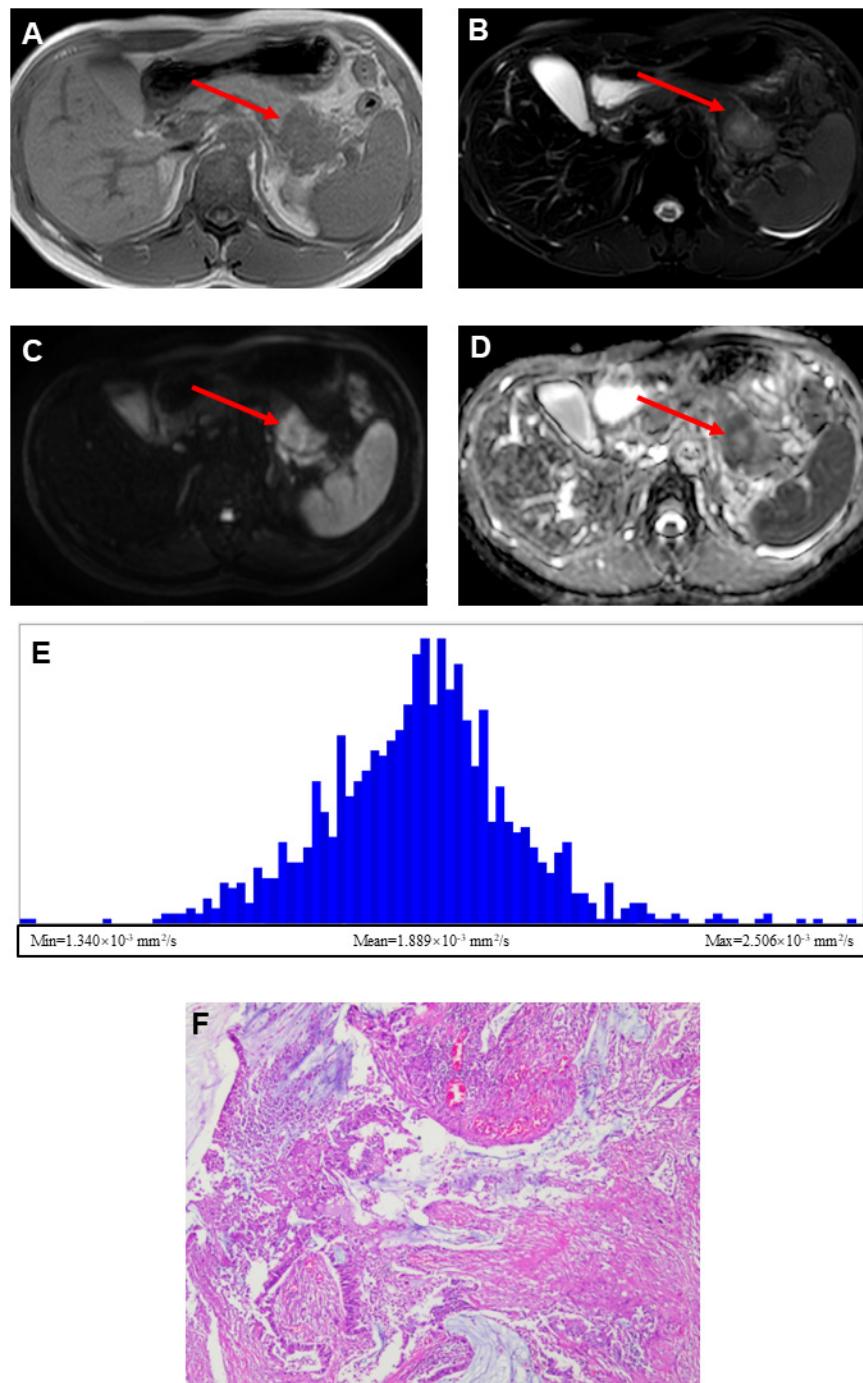 A
B
C
D
E
Min=1.340×10⁻³ mm²/s
Mean=1.889×10⁻³ mm²/s
Max=2.506×10⁻³ mm²/s
F